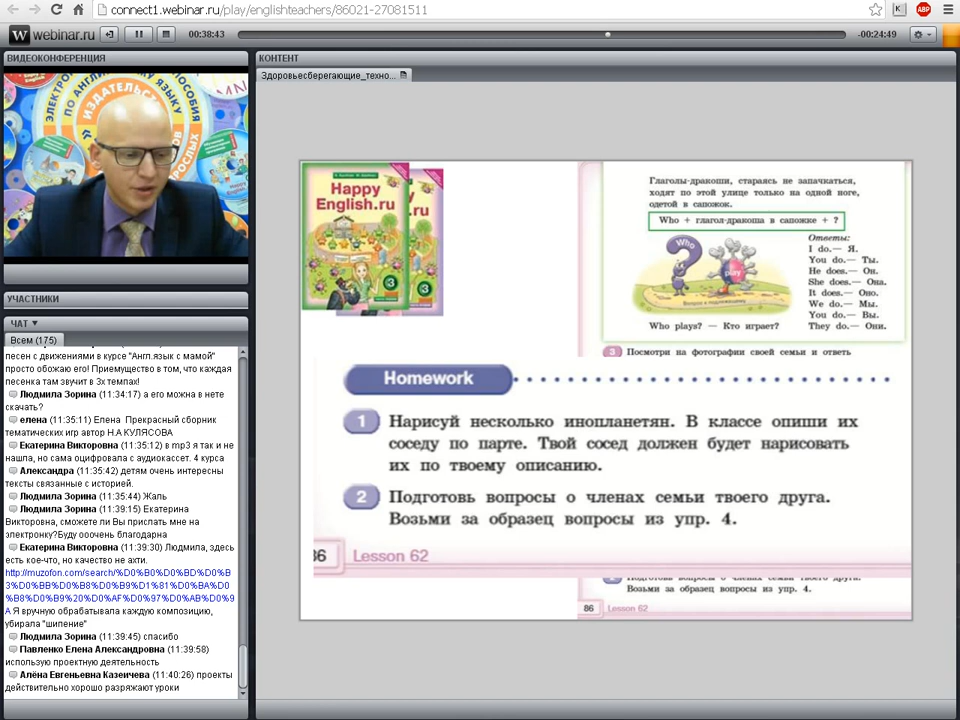 connect1.webinar.ru/play/englishteachers/86021-27081511
K
ABP
W webinar.ru
00:38:43
-00:24:49
ВИДЕОКОНФЕРЕНЦИЯ
УЧАСТНИКИ
ЧАТ
Всем (175)
песен с движениями в курсе "Англ.язык с мамой"
просто обожаю его! Приемущество в том, что каждая
песенка там звучит в 3х темпах!
Людмила Зорина (11:34:17) а его можна в нете
скачать?
елена (11:35:11) Елена Прекрасный сборник
тематических игр автор Н.А КУЛЯСОВА
Екатерина Викторовна (11:35:12) в mp3 я так и не
нашла, но сама оцифровала с аудиокассет. 4 курса
Александра (11:35:42) детям очень интересны
тексты связанные с историей.
Людмила Зорина (11:35:44) Жаль
Людмила Зорина (11:39:15) Екатерина
Викторовна, сможете ли Вы прислать мне на
электронку?Буду ооочень благодарна
Екатерина Викторовна (11:39:30) Людмила, здесь
есть кое-что, но качество не ахти.
http://muzofon.com/search/%D0%B0%D0%BD%D0%B
3%D0%BB%D0%B8%D0%B9%D1%81%D0%BA%D0
%B8%D0%B9%20%D0%AF%D0%97%D0%AB%D0%9
A Я вручную обрабатывала каждую композицию,
убирала "шипение"
Людмила Зорина (11:39:45) спасибо
Павленко Елена Александровна (11:39:58)
использую проектную деятельность
Алёна Евгеньевна Казеичева (11:40:26) проекты
действительно хорошо разряжают уроки
КОНТЕНТ
Здоровьесберегающие_техно...
Happy
English.ru
3
.ru
3
Глаголы-дракоши, стараясь не запачкаться,
ходят по этой улице только на одной ноге,
одетой в сапожок.
Who + глагол-дракоша в сапожке + ?
Who
play
Вопрос к подлежащему
Ответы:
I do.— Я.
You do.— Ты.
He does.— Он.
She does.— Она.
It does.— Оно.
We do.— Мы.
You do.— Вы.
They do.— Они.
Who plays? — Кто играет?
3 Посмотри на фотографии своей семьи и ответь
Homework
1 Нарисуй несколько инопланетян. В классе опиши их
соседу по парте. Твой сосед должен будет нарисовать
их по твоему описанию.
2 Подготовь вопросы о членах семьи твоего друга.
Возьми за образец вопросы из упр. 4.
86 Lesson 62
Возьми за образец вопросы из упр. 4.
86 Lesson 62